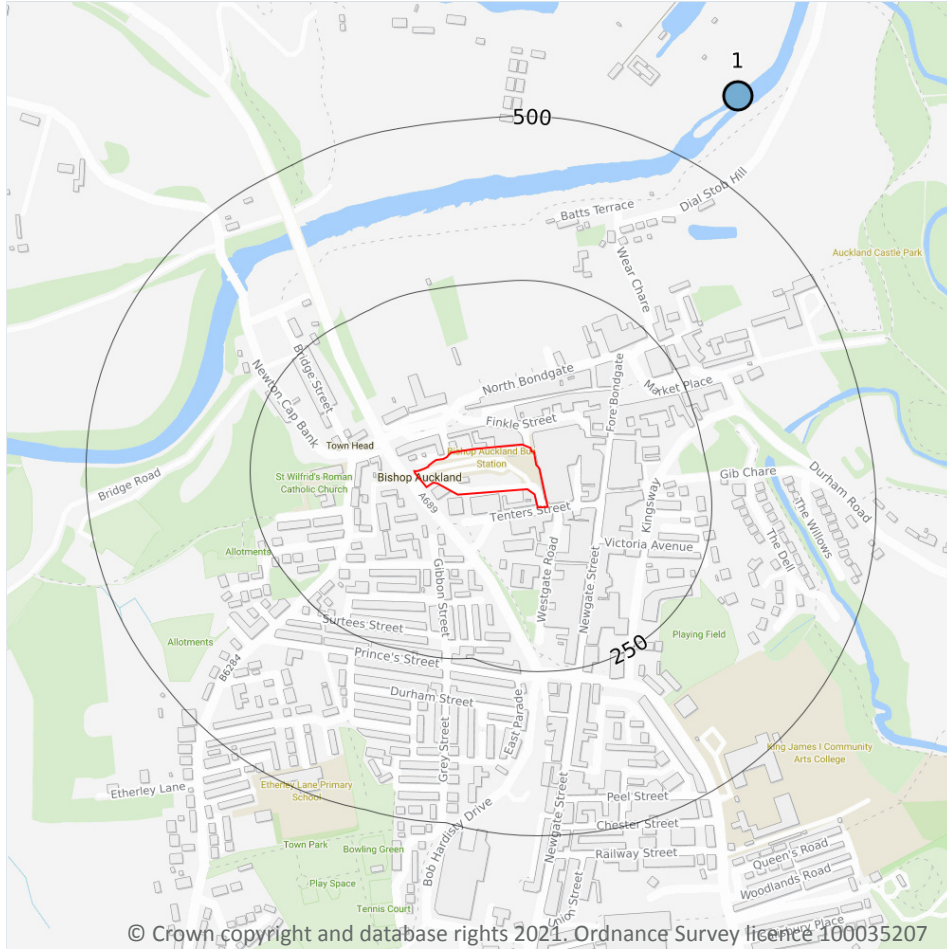 1
500
Batts Terrace
Dial Stob Hill
Auckland Castle Park
Wear Chare
North Bondgate
Market Place
Fore Bondgate
Bridge Street
Newton Cap Bank
Finkle Street
Town Head
Bishop Auckland Bus
Station
Bishop Auckland
St Wilfrid's Roman
Catholic Church
Bridge Road
A689
Tenters Street
Gib Chare
Durham Road
Kingsway
The Willows
The Dell
Victoria Avenue
Allotments
Gibbon Street
Westgate Road
Newgate Street
Surtees Street
Playing Field
250
Allotments
B6284
Prince's Street
Durham Street
East Parade
Grey Street
King James I Community
Arts College
Etherley Lane
Etherley Lane Primary
School
Peel Street
Newgate Street
Bob Hardisty Drive
Chester Street
Town Park
Bowling Green
Railway Street
Queen's Road
Woodlands Road
Play Space
Tennis Court
Union Street
Salisbury Place
© Crown copyright and database rights 2021. Ordnance Survey licence 100035207